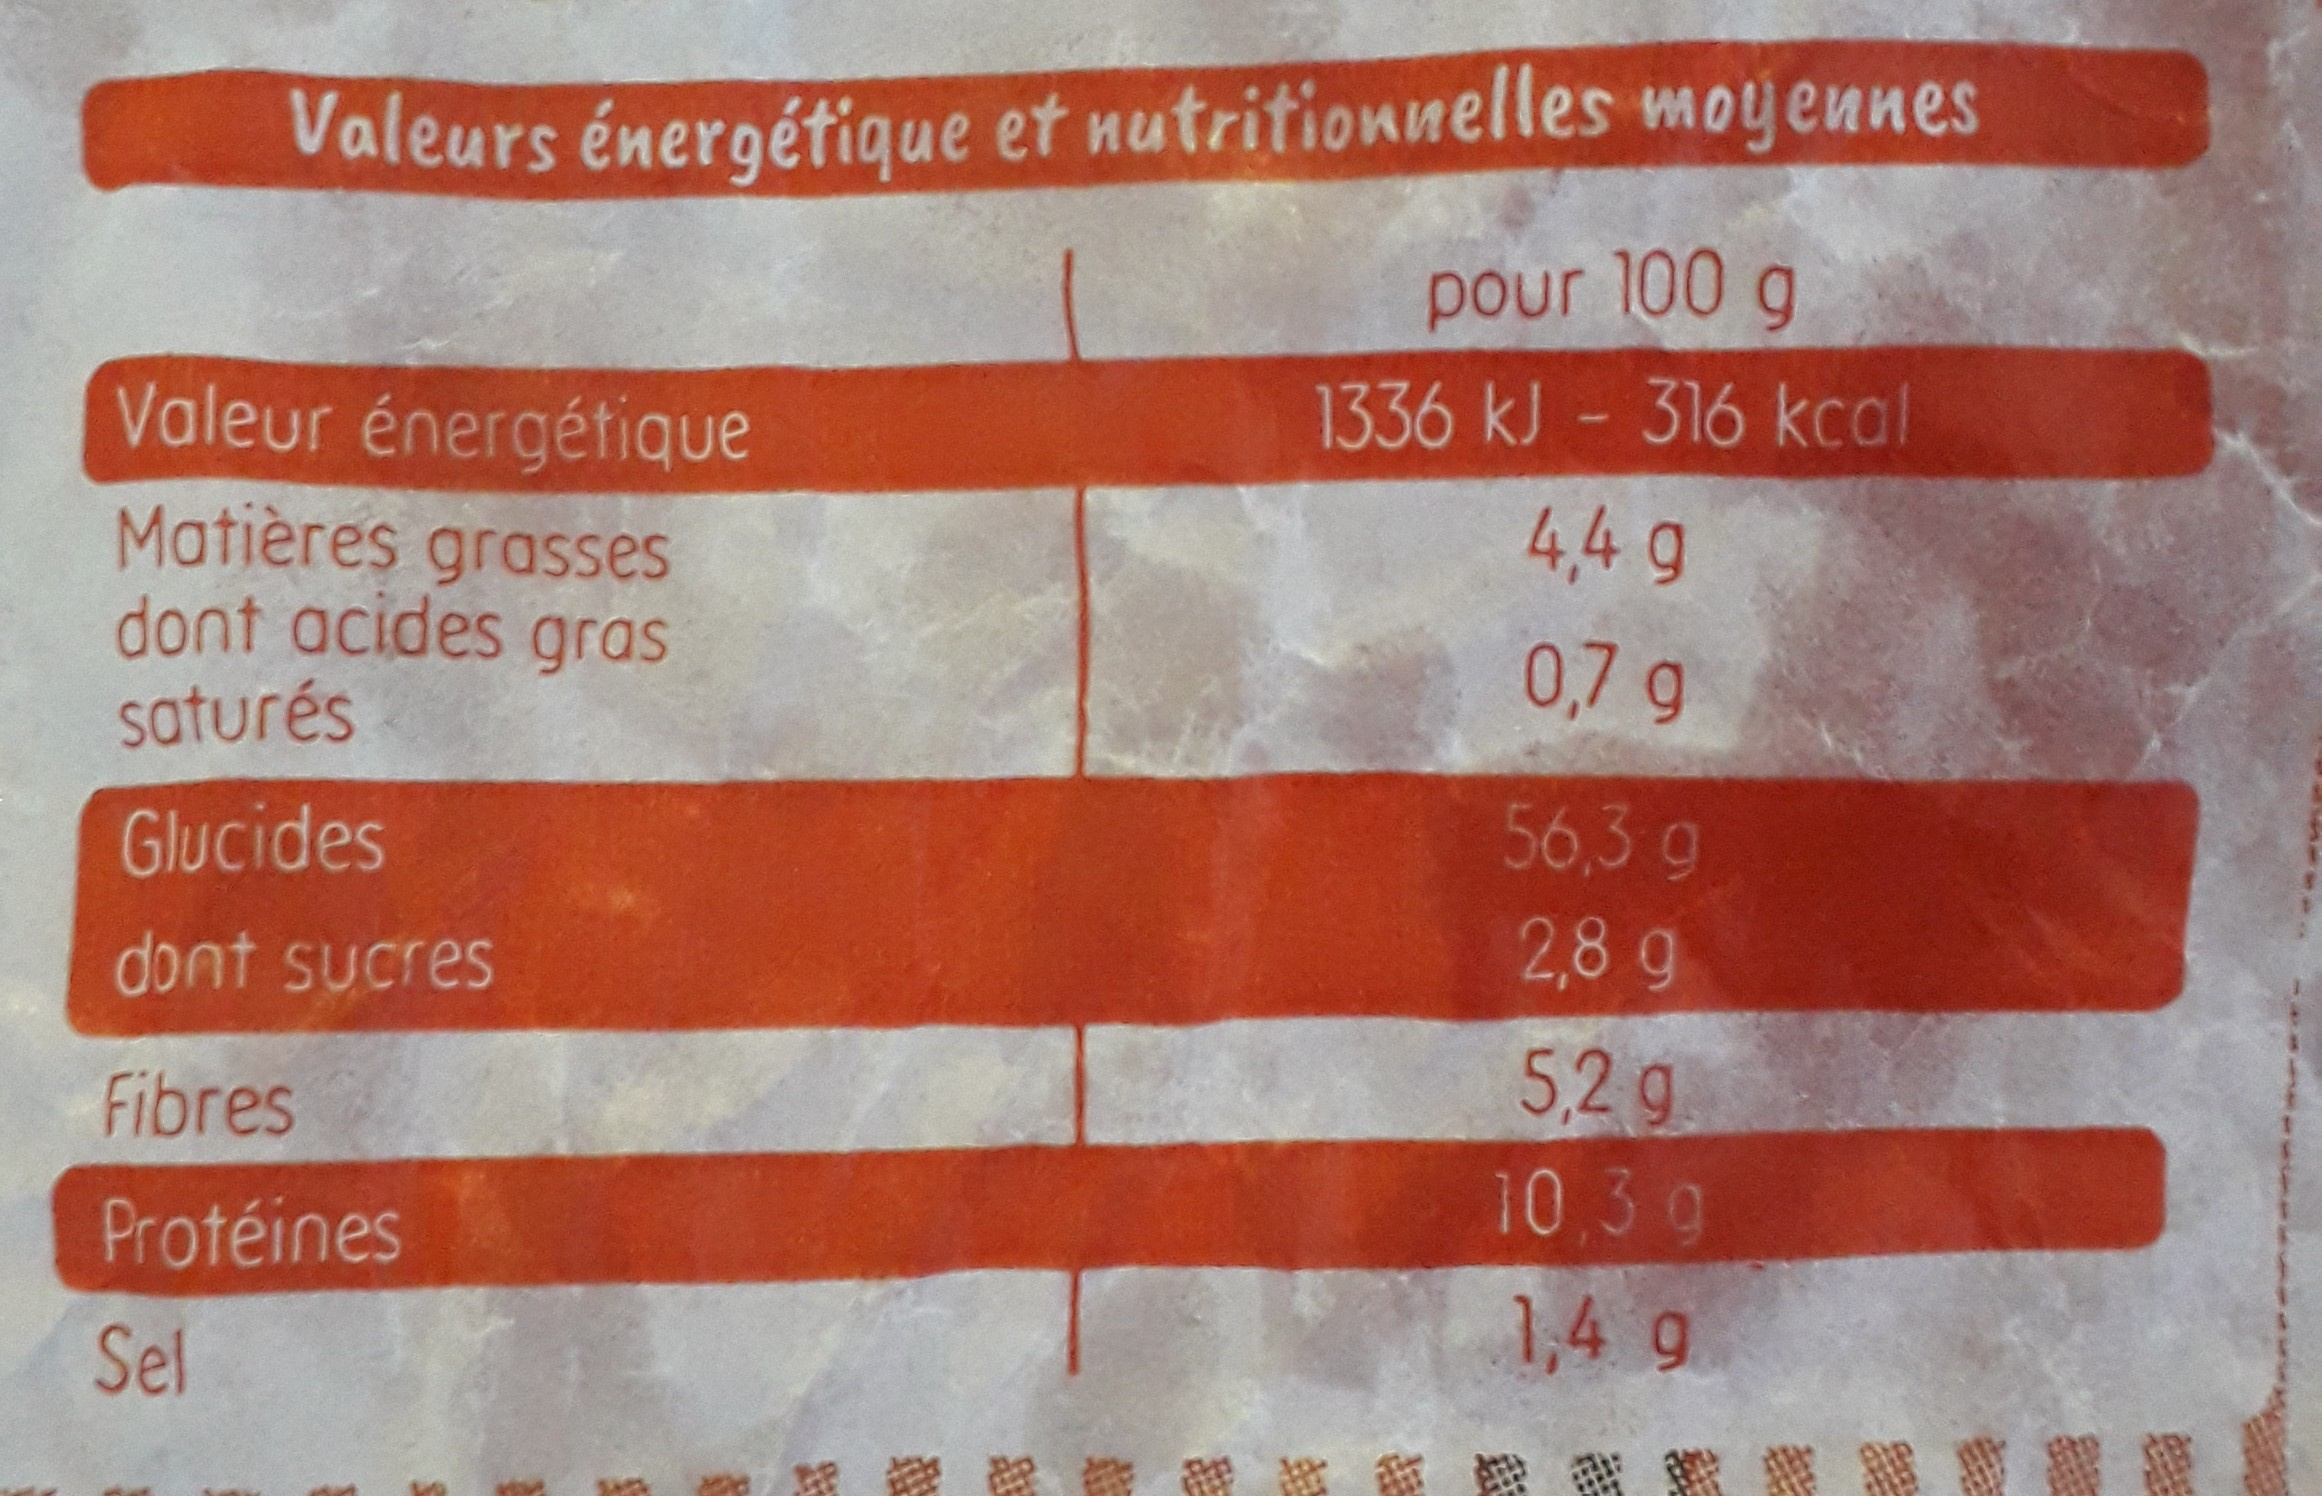 Valeurs énergétique et nutritionnelles moyennes
pour 100 g
Valeur énergétique 1336 kJ - 316 kcal
Matières grasses 4,4 g
dont acides gras
saturés 0,7 g
Glucides 56,3 g
dont sucres 2,8 g
Fibres 5,2 g
Protéines 10,3 g
Sel 1,4 g